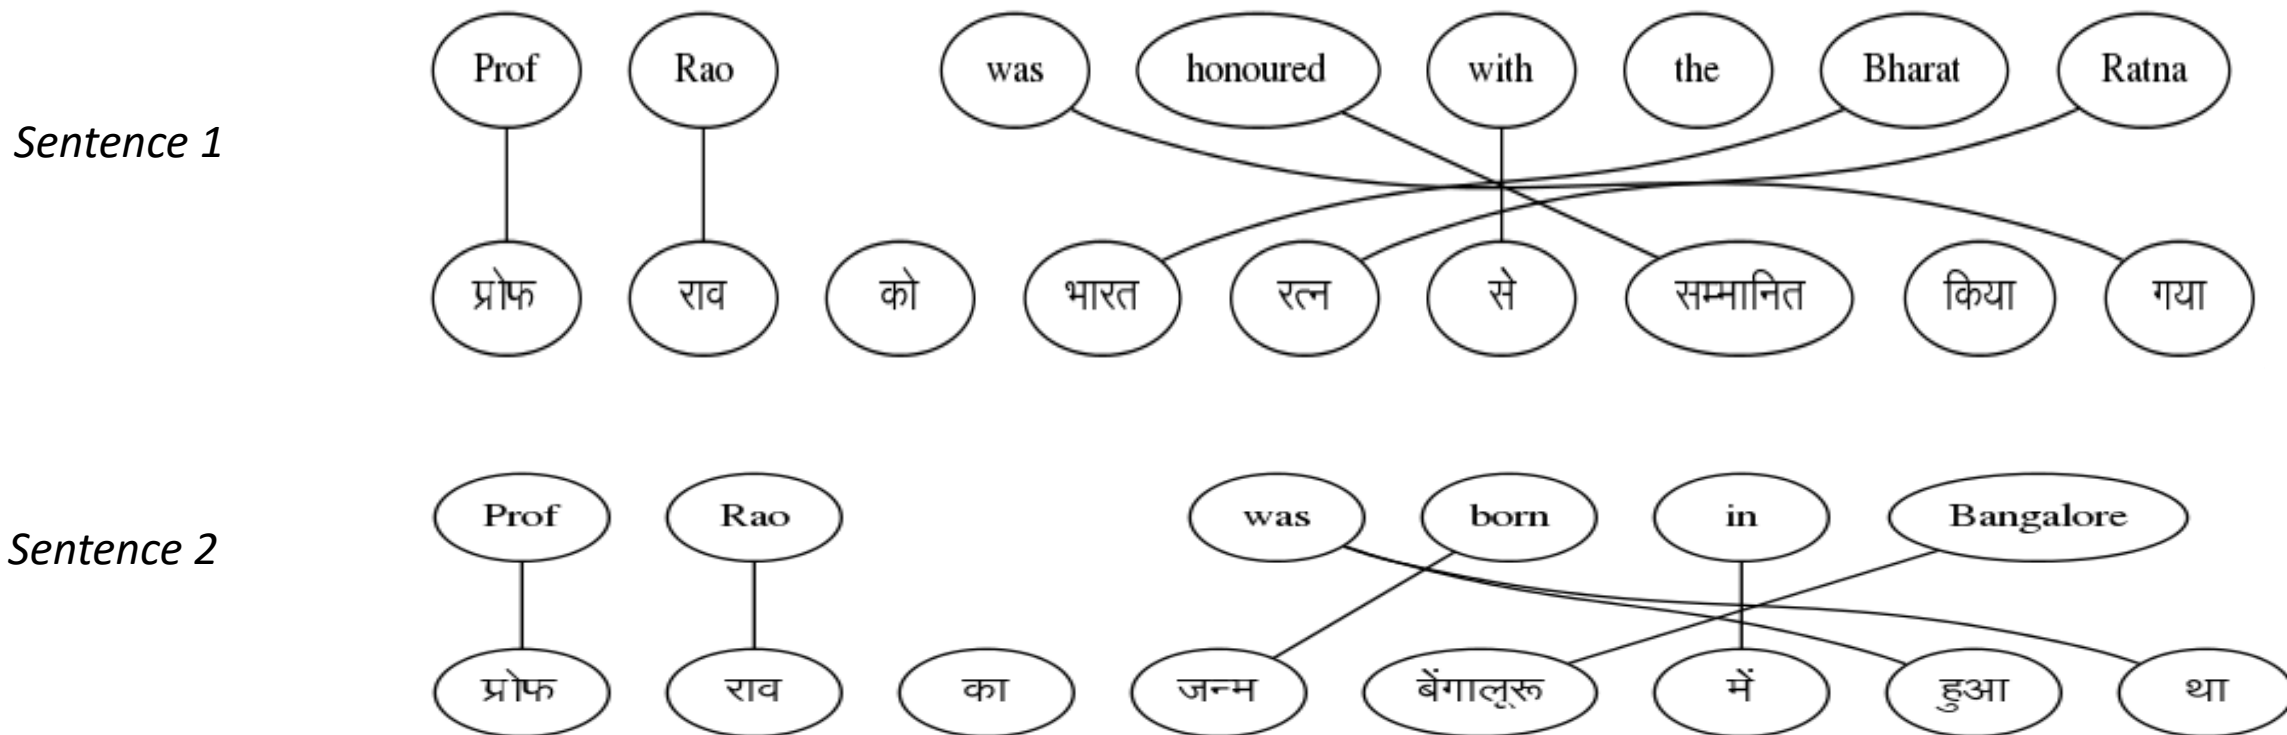 Prof Rao was honoured with the Bharat Ratna
Sentence 1
प्रोफ राव को भारत रत्न से सम्मानित किया गया
Prof Rao was born in Bangalore
Sentence 2
प्रोफ राव का जन्म बेंगालूरू में हुआ था